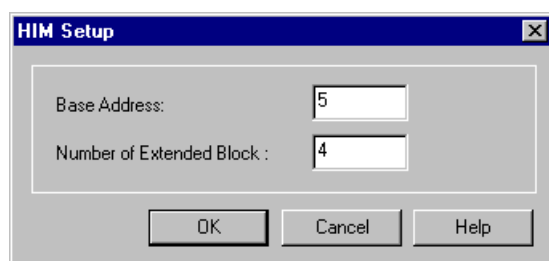 HIM Setup
Base Address: 5
Number of Extended Block : 4
OK Cancel Help